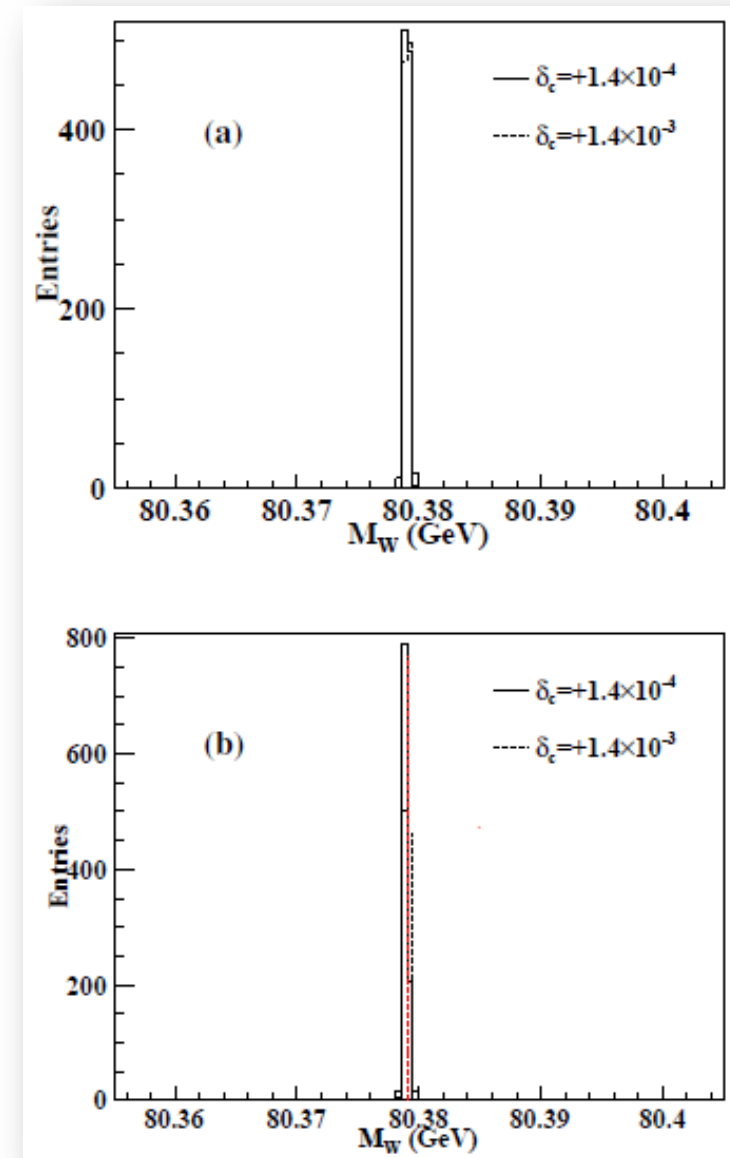 δc=+1.4×10-4
(a)
δc=+1.4×10-3
400
200
0
Entries
80.36 80.37 80.38 80.39 80.4
MW (GeV)
800
δc=+1.4×10-4
(b)
δc=+1.4×10-3
600
400
200
0
Entries
80.36 80.37 80.38 80.39 80.4
MW (GeV)